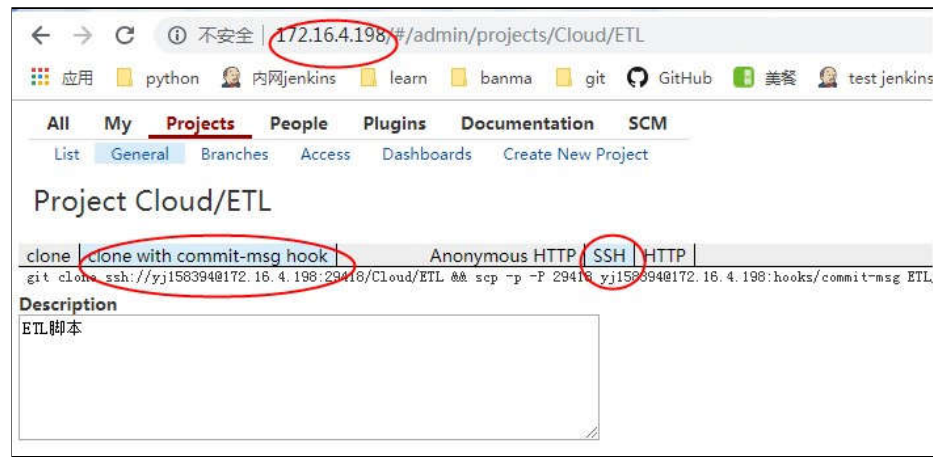 不安全 | 172.16.4.198/#/admin/projects/Cloud/ETL
应用 python 内网jenkins learn banma git GitHub 美餐 test jenkins
All My Projects People Plugins Documentation SCM
List General Branches Access Dashboards Create New Project
Project Cloud/ETL
clone clone with commit-msg hook Anonymous HTTP SSH HTTP
git clone ssh://yj158394@172.16.4.198:29418/Cloud/ETL && scp -p -P 29418 yj158394@172.16.4.198:hooks/commit-msg ETL
Description
ETL脚本